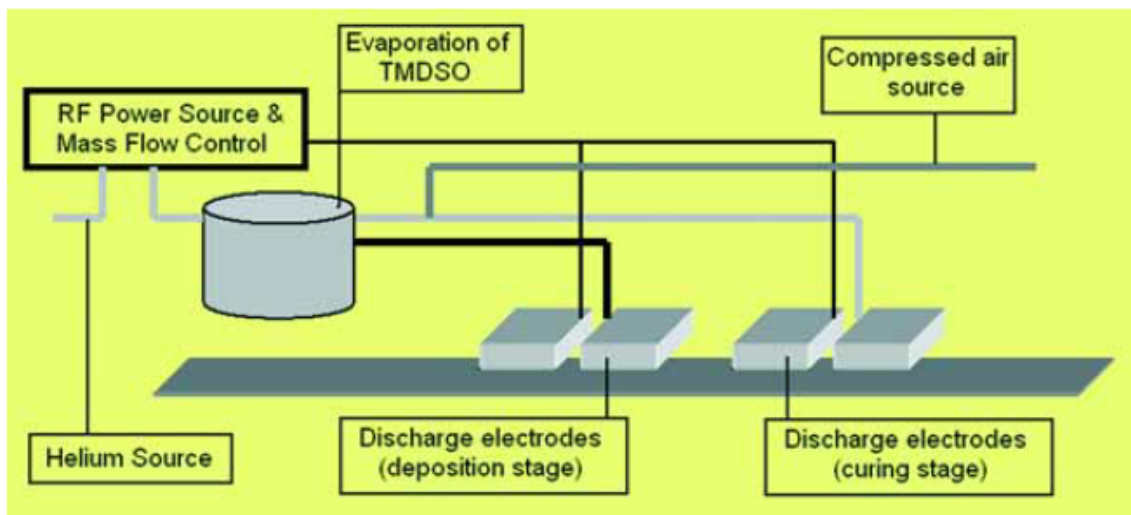 Evaporation of
TMDSO
Compressed air
source
RF Power Source &
Mass Flow Control
Helium Source
Discharge electrodes
(deposition stage)
Discharge electrodes
(curing stage)